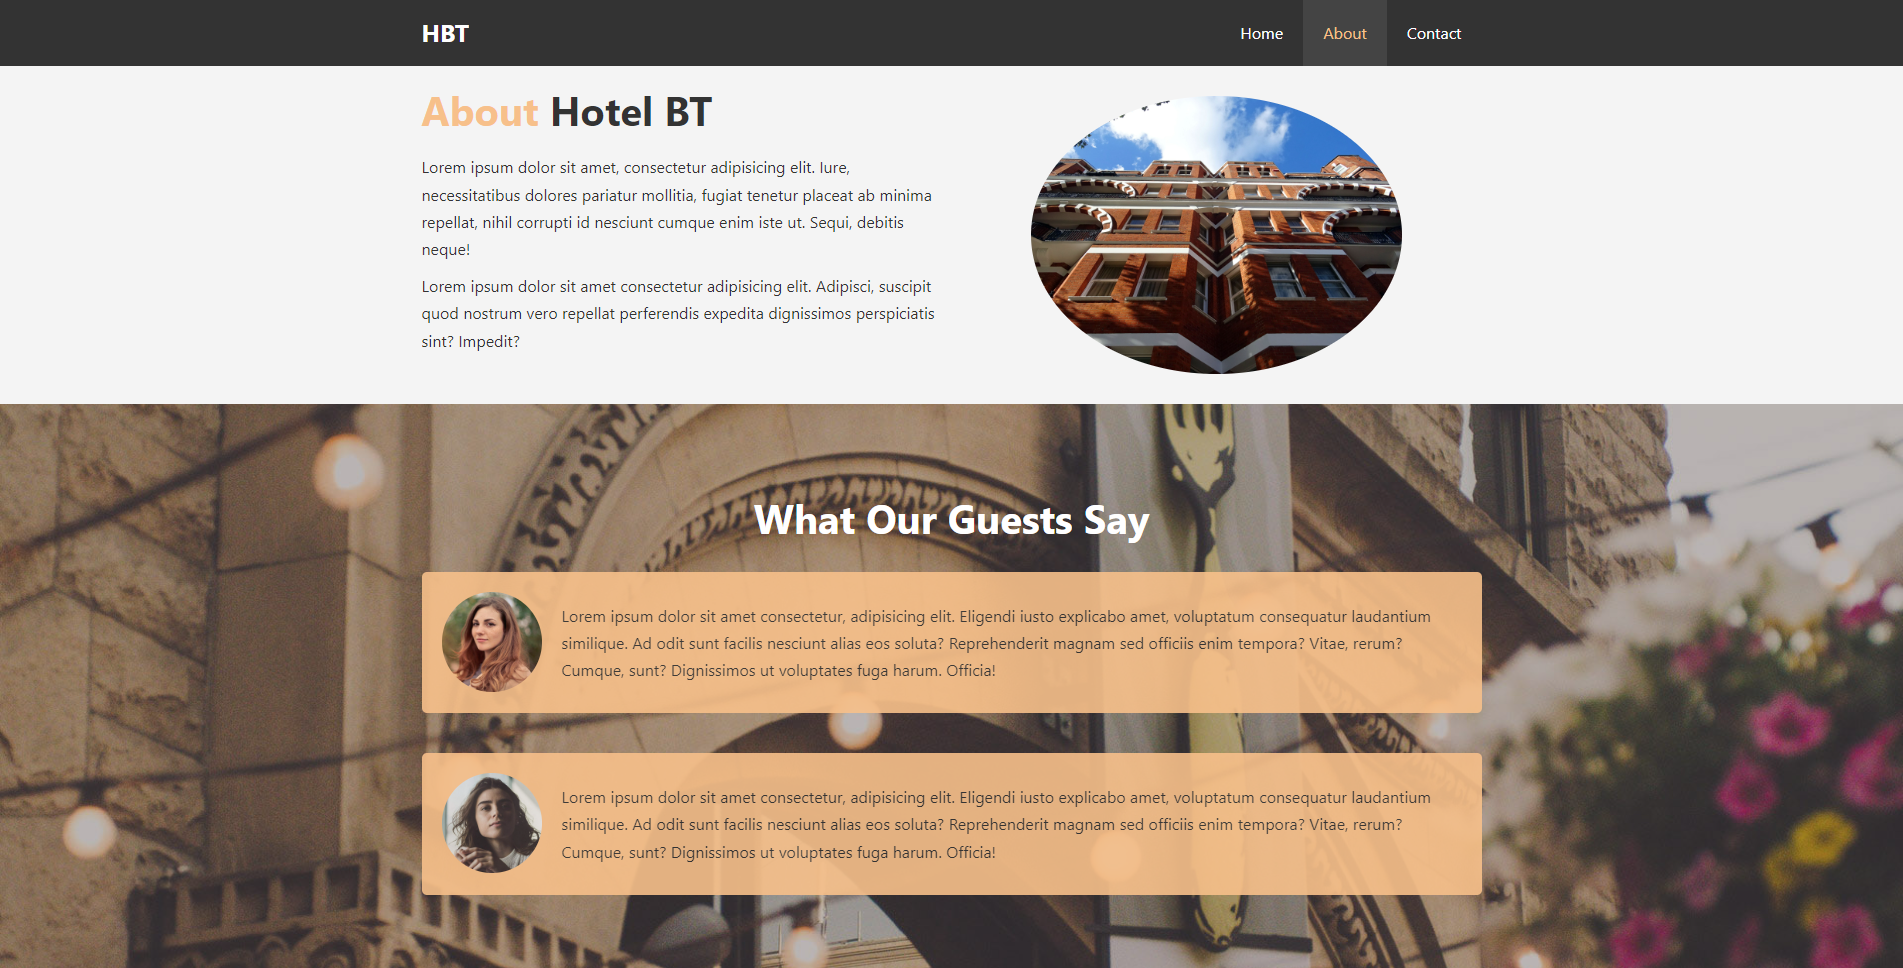 HBT
Home About Contact
About Hotel BT
Lorem ipsum dolor sit amet, consectetur adipisicing elit. Iure,
necessitatibus dolores pariatur mollitia, fugiat tenetur placeat ab minima
repellat, nihil corrupti id nesciunt cumque enim iste ut. Sequi, debitis
neque!
Lorem ipsum dolor sit amet consectetur adipisicing elit. Adipisci, suscipit
quod nostrum vero repellat perferendis expedita dignissimos perspiciatis
sint? Impedit?
What Our Guests Say
Lorem ipsum dolor sit amet consectetur, adipisicing elit. Eligendi iusto explicabo amet, voluptatum consequatur laudantium
similique. Ad odit sunt facilis nesciunt alias eos soluta? Reprehenderit magnam sed officiis enim tempora? Vitae, rerum?
Cumque, sunt? Dignissimos ut voluptates fuga harum. Officia!
Lorem ipsum dolor sit amet consectetur, adipisicing elit. Eligendi iusto explicabo amet, voluptatum consequatur laudantium
similique. Ad odit sunt facilis nesciunt alias eos soluta? Reprehenderit magnam sed officiis enim tempora? Vitae, rerum?
Cumque, sunt? Dignissimos ut voluptates fuga harum. Officia!